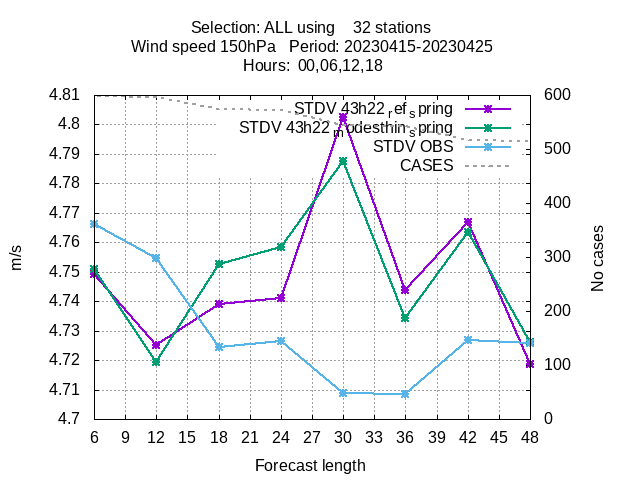 Selection: ALL using    32 stations
Wind speed 150hPa   Period: 20230415-20230425
Hours: 00,06,12,18
4.81
4.8
4.79
4.78
4.77
4.76
4.75
4.74
4.73
4.72
4.71
4.7
m/s
STDV 43h22_ref_spring
STDV 43h22_modesthin_spring
STDV OBS
CASES
600
500
400
300
200
100
0
No cases
6 9 12 15 18 21 24 27 30 33 36 39 42 45 48
Forecast length